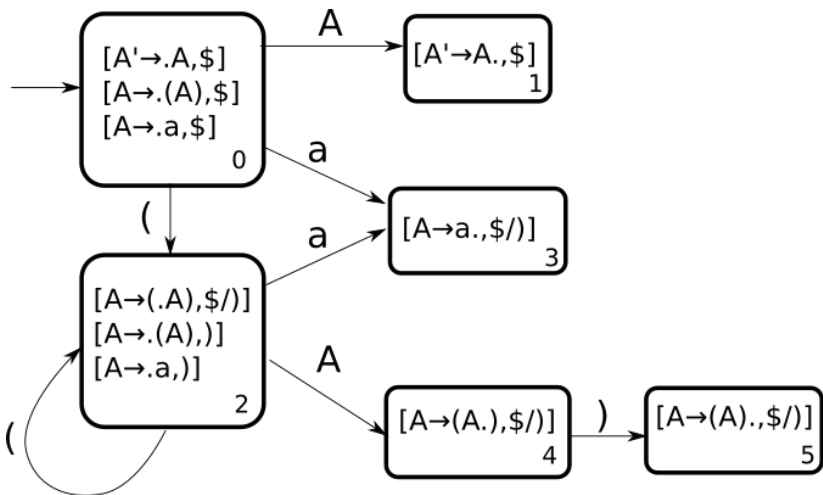 [A'→.A,$]
[A→.(A),$]
[A→.a,$]
0
A
[A'→A.,$]
1
a
(
a
[A→a.,$/)]
3
[A→(.A),$/)]
[A→.(A),)]
[A→.a,)]
2
(
A
[A→(A.),$/)]
4
)
[A→(A).,$/)]
5